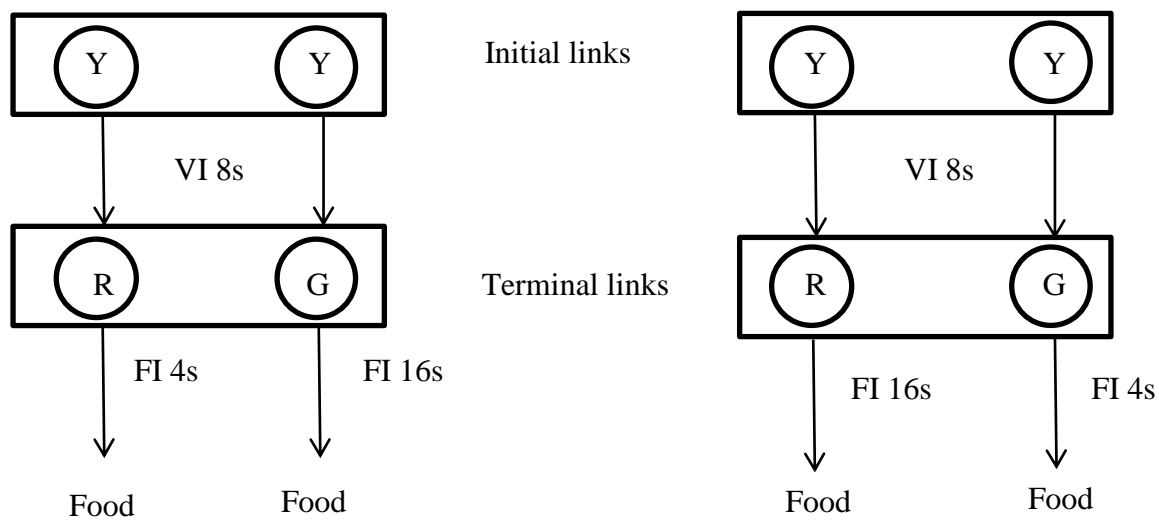 Y Y Initial links Y Y
VI 8s VI 8s
R G Terminal links R G
FI 4s FI 16s FI 16s FI 4s
Food Food Food Food